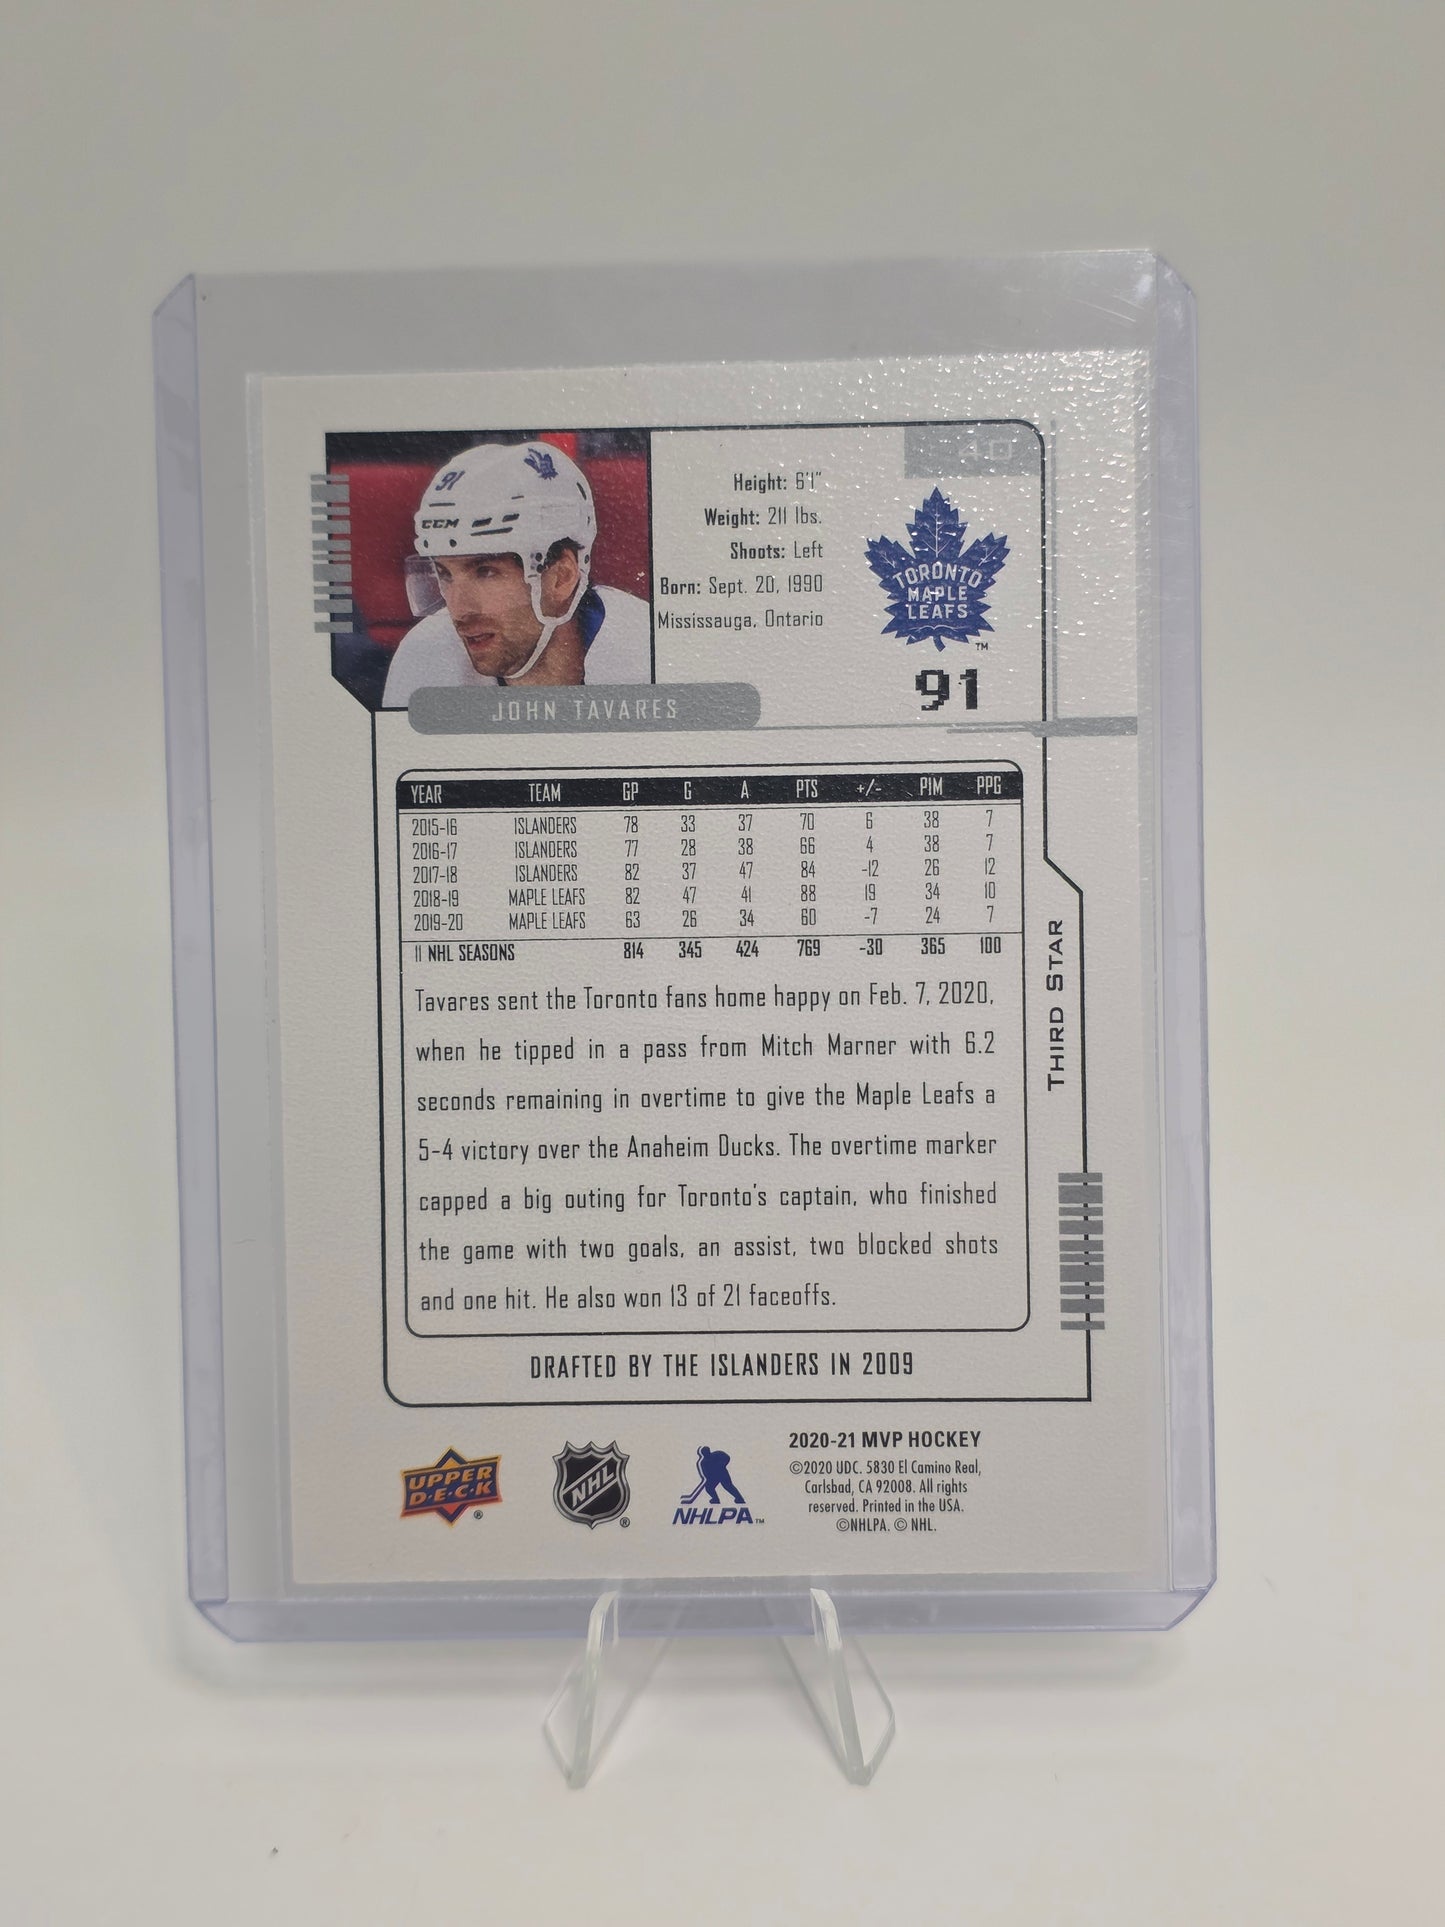 40
91
CCM
Height: 6'1"
Weight: 211 lbs.
Shoots: Left
Born: Sept. 20, 1990
Mississauga, Ontario
TORONTO
MAPLE
LEAFS
TM
91
JOHN TAVARES
YEAR TEAM GP G A PTS +/- PIM PPG
2015-16 ISLANDERS 78 33 37 70 6 38 7
2016-17 ISLANDERS 77 28 38 66 4 38 7
2017-18 ISLANDERS 82 37 47 84 -12 26 12
2018-19 MAPLE LEAFS 82 47 41 88 19 34 10
2019-20 MAPLE LEAFS 63 26 34 60 -7 24 7
11 NHL SEASONS 814 345 424 769 -30 365 100
Tavares sent the Toronto fans home happy on Feb. 7, 2020,
when he tipped in a pass from Mitch Marner with 6.2
seconds remaining in overtime to give the Maple Leafs a
5-4 victory over the Anaheim Ducks. The overtime marker
capped a big outing for Toronto's captain, who finished
the game with two goals, an assist, two blocked shots
and one hit. He also won 13 of 21 faceoffs.
THIRD STAR
DRAFTED BY THE ISLANDERS IN 2009
UPPER
D·E·C·K®
NHL®
NHLPA™
2020-21 MVP HOCKEY
©2020 UDC. 5830 El Camino Real,
Carlsbad, CA 92008. All rights
reserved. Printed in the USA.
©NHLPA. © NHL.